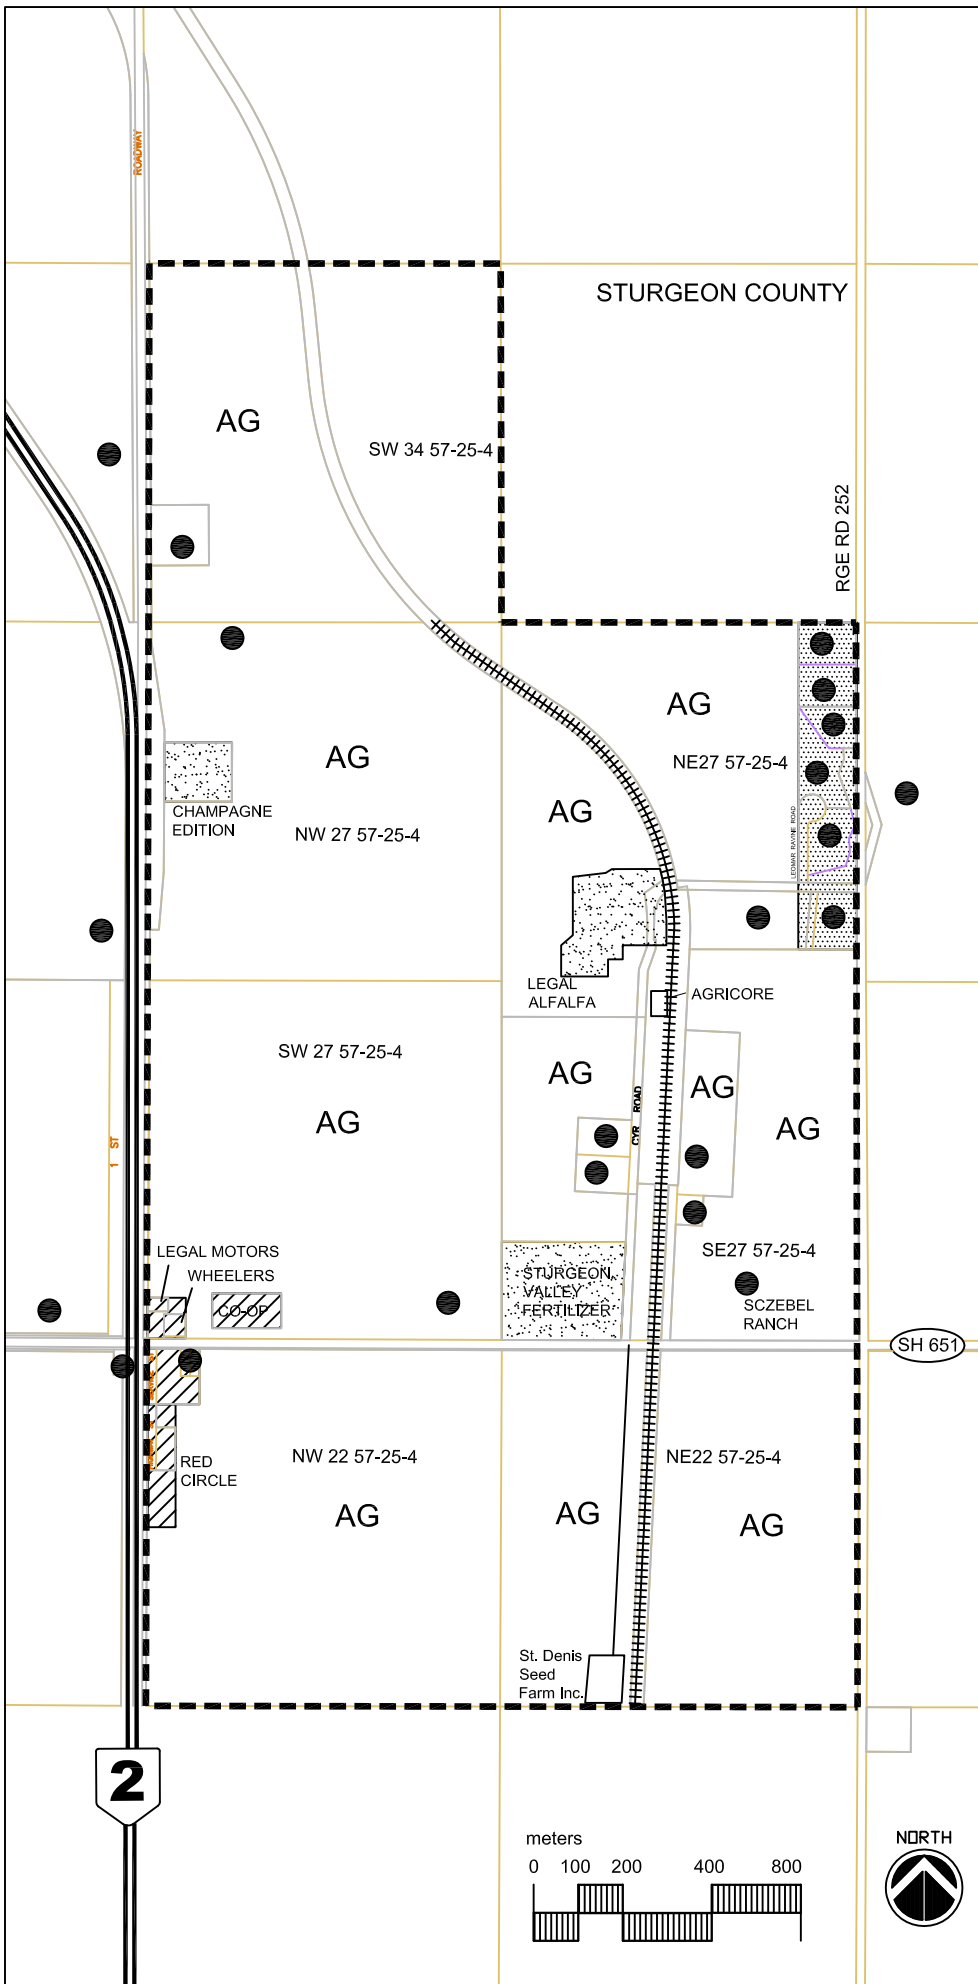 ROADWAY
STURGEON COUNTY
AG
SW 34 57-25-4
RGE RD 252
AG
NE27 57-25-4
AG
NW 27 57-25-4
CHAMPAGNE
EDITION
AG
LEOMAR RAVINE ROAD
LEGAL
ALFALFA
AGRICORE
SW 27 57-25-4
AG
AG
AG
AG
CYR ROAD
1 ST
SE27 57-25-4
LEGAL MOTORS
WHEELERS
CO-OP
STURGEON
VALLEY
FERTILIZER
SCZEBEL
RANCH
SH 651
RED
CIRCLE
NW 22 57-25-4
NE22 57-25-4
AG
AG
AG
St. Denis
Seed
Farm Inc.
2
meters
0 100 200 400 800
NORTH